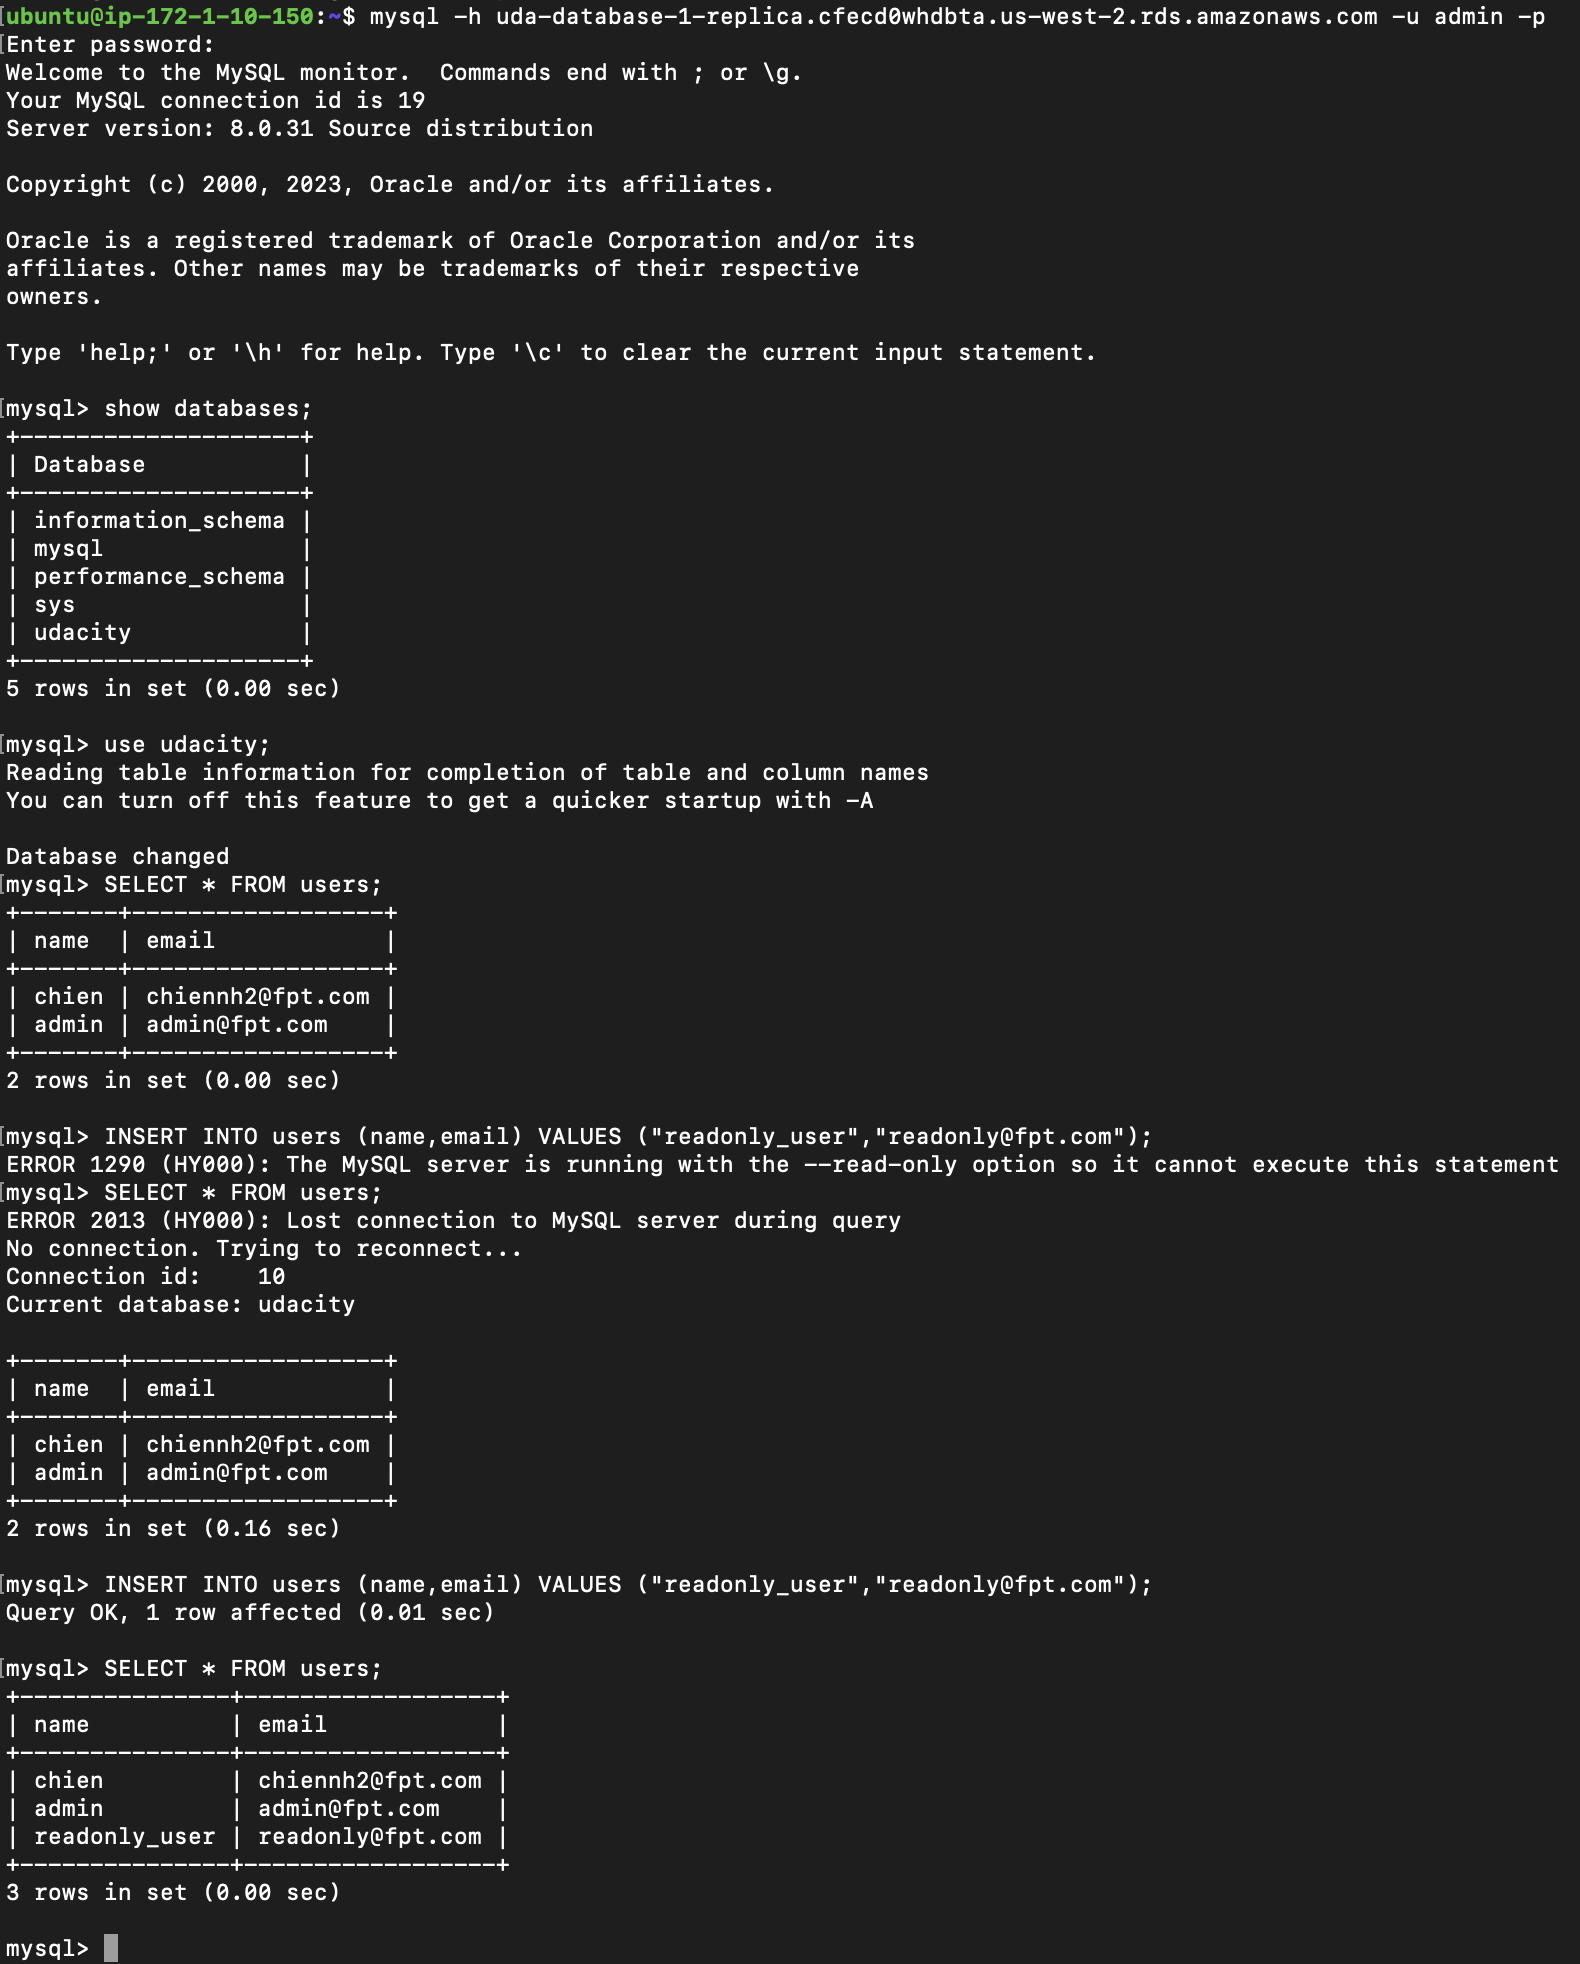 ubuntu@ip-172-1-10-150:~$ mysql -h uda-database-1-replica.cfecd0whdbta.us-west-2.rds.amazonaws.com -u admin -p
Enter password:
Welcome to the MySQL monitor.  Commands end with ; or \g.
Your MySQL connection id is 19
Server version: 8.0.31 Source distribution

Copyright (c) 2000, 2023, Oracle and/or its affiliates.

Oracle is a registered trademark of Oracle Corporation and/or its
affiliates. Other names may be trademarks of their respective
owners.

Type 'help;' or '\h' for help. Type '\c' to clear the current input statement.

mysql> show databases;
+--------------------+
| Database           |
+--------------------+
| information_schema |
| mysql              |
| performance_schema |
| sys                |
| udacity            |
+--------------------+
5 rows in set (0.00 sec)

mysql> use udacity;
Reading table information for completion of table and column names
You can turn off this feature to get a quicker startup with -A

Database changed
mysql> SELECT * FROM users;
+-------+------------------+
| name  | email            |
+-------+------------------+
| chien | chiennh2@fpt.com |
| admin | admin@fpt.com    |
+-------+------------------+
2 rows in set (0.00 sec)

mysql> INSERT INTO users (name,email) VALUES ("readonly_user","readonly@fpt.com");
ERROR 1290 (HY000): The MySQL server is running with the --read-only option so it cannot execute this statement
mysql> SELECT * FROM users;
ERROR 2013 (HY000): Lost connection to MySQL server during query
No connection. Trying to reconnect...
Connection id:    10
Current database: udacity

+-------+------------------+
| name  | email            |
+-------+------------------+
| chien | chiennh2@fpt.com |
| admin | admin@fpt.com    |
+-------+------------------+
2 rows in set (0.16 sec)

mysql> INSERT INTO users (name,email) VALUES ("readonly_user","readonly@fpt.com");
Query OK, 1 row affected (0.01 sec)

mysql> SELECT * FROM users;
+---------------+------------------+
| name          | email            |
+---------------+------------------+
| chien         | chiennh2@fpt.com |
| admin         | admin@fpt.com    |
| readonly_user | readonly@fpt.com |
+---------------+------------------+
3 rows in set (0.00 sec)

mysql>